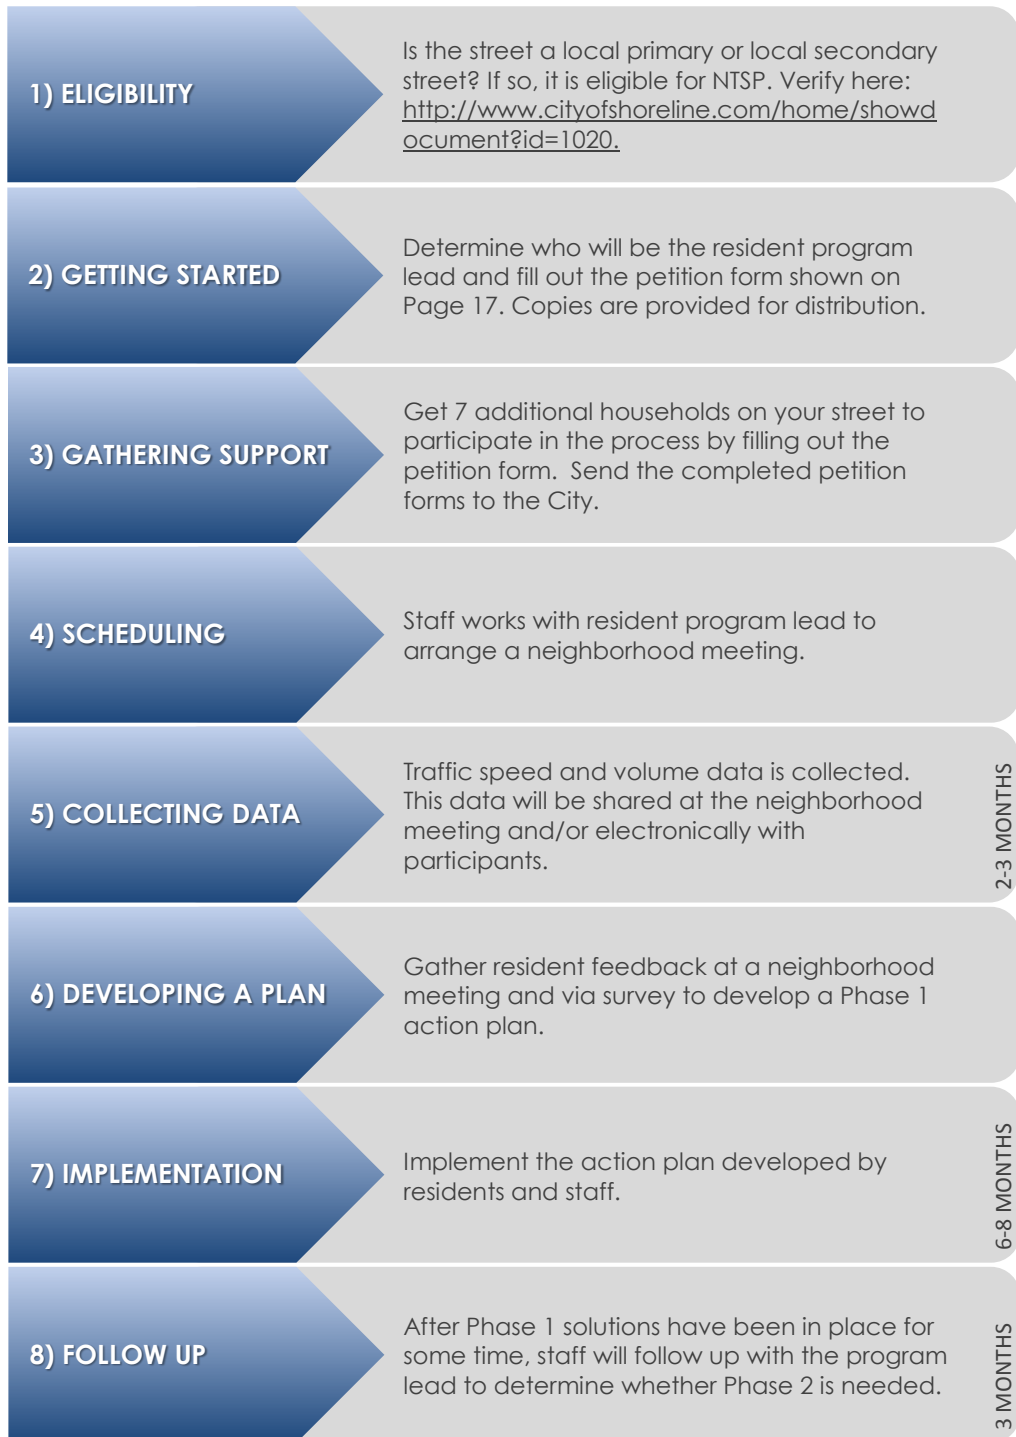 1) ELIGIBILITY
Is the street a local primary or local secondary
street? If so, it is eligible for NTSP. Verify here:
http://www.cityofshoreline.com/home/showd
ocument?id=1020.
2) GETTING STARTED
Determine who will be the resident program
lead and fill out the petition form shown on
Page 17. Copies are provided for distribution.
3) GATHERING SUPPORT
Get 7 additional households on your street to
participate in the process by filling out the
petition form.  Send the completed petition
forms to the City.
4) SCHEDULING
Staff works with resident program lead to
arrange a neighborhood meeting.
5) COLLECTING DATA
Traffic speed and volume data is collected.
This data will be shared at the neighborhood
meeting and/or electronically with
participants.
2-3 MONTHS
6) DEVELOPING A PLAN
Gather resident feedback at a neighborhood
meeting and via survey to develop a Phase 1
action plan.
7) IMPLEMENTATION
Implement the action plan developed by
residents and staff.
6-8 MONTHS
8) FOLLOW UP
After Phase 1 solutions have been in place for
some time, staff will follow up with the program
lead to determine whether Phase 2 is needed.
3 MONTHS